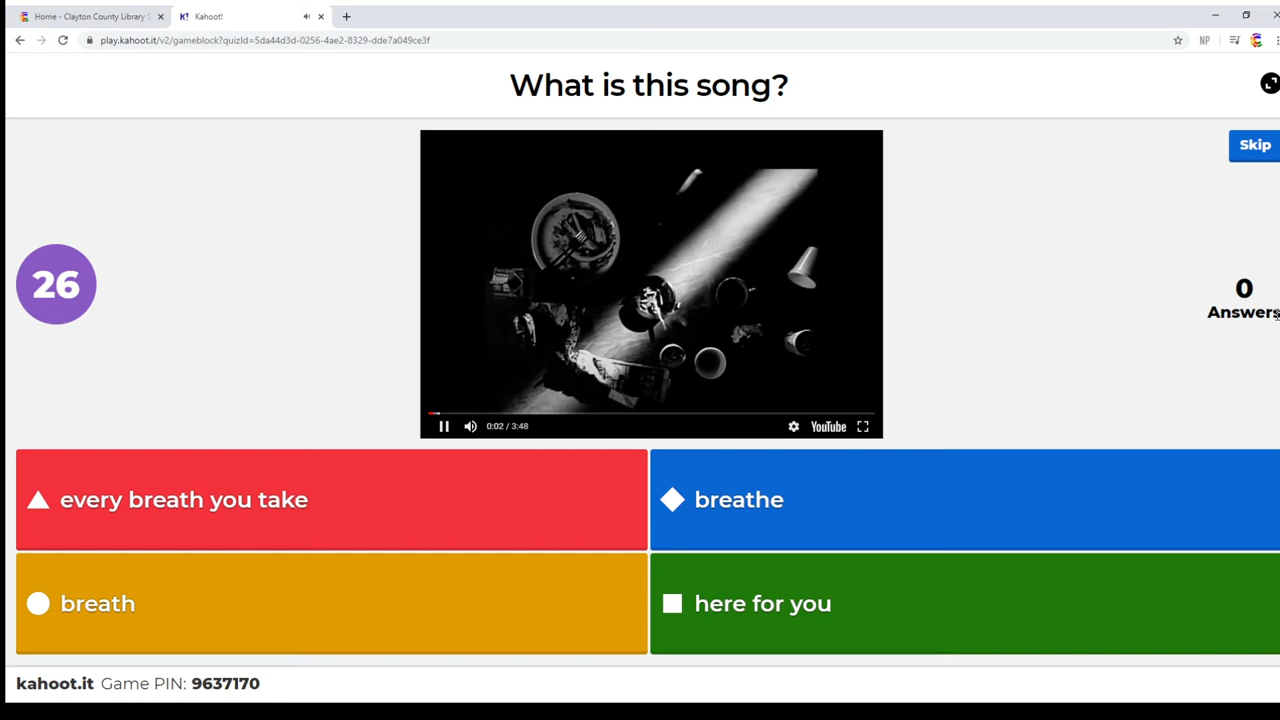 Home - Clayton County Library S
Kahoot!
play.kahoot.it/v2/gameblock?quizId=5da44d3d-0256-4ae2-8329-dde7a049ce3f
NP
What is this song?
Skip
26
0
Answers
0:02 / 3:48
YouTube
every breath you take
breathe
breath
here for you
kahoot.it Game PIN: 9637170